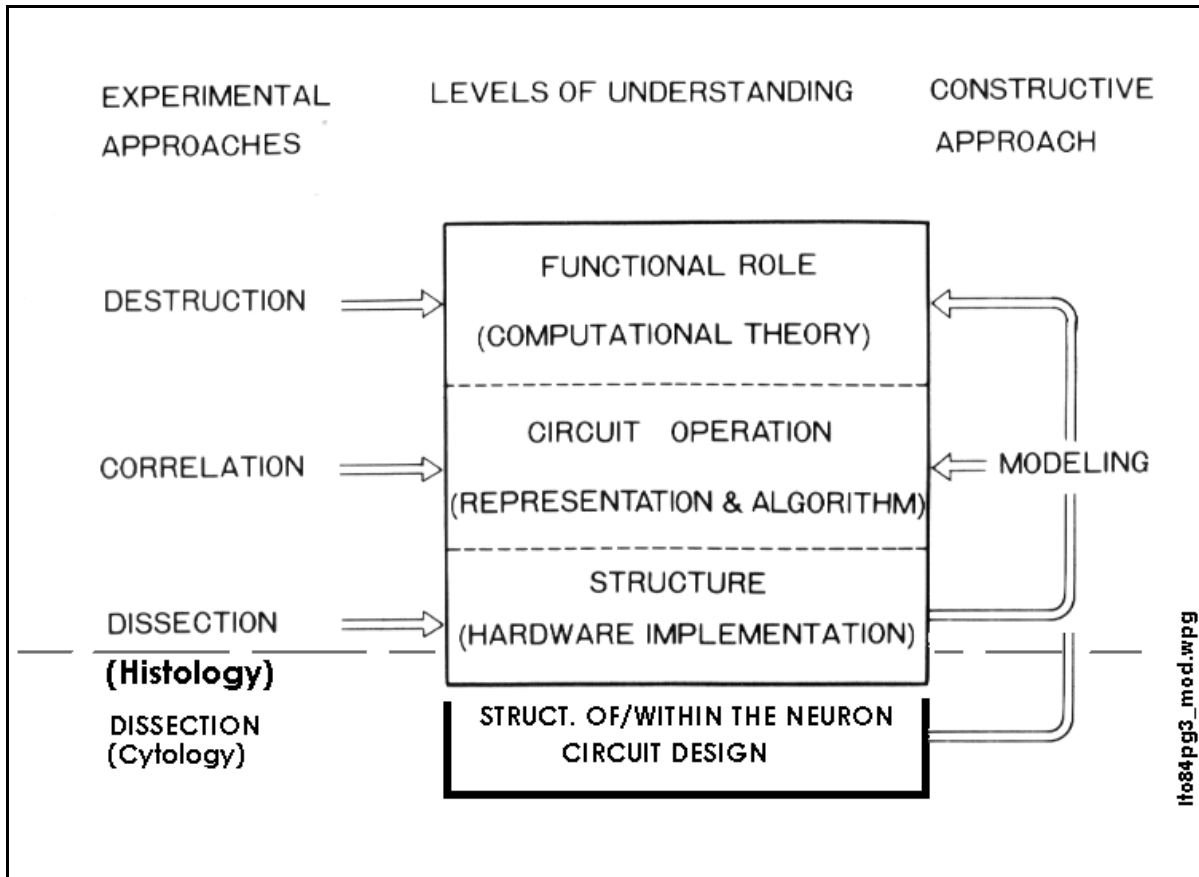 EXPERIMENTAL
APPROACHES
LEVELS OF UNDERSTANDING
CONSTRUCTIVE
APPROACH
DESTRUCTION
FUNCTIONAL ROLE
(COMPUTATIONAL THEORY)
CORRELATION
CIRCUIT OPERATION
(REPRESENTATION & ALGORITHM)
MODELING
DISSECTION
(Histology)
STRUCTURE
(HARDWARE IMPLEMENTATION)
DISSECTION
(Cytology)
STRUCT. OF/WITHIN THE NEURON
CIRCUIT DESIGN
Ito84pg3_mod.wpg